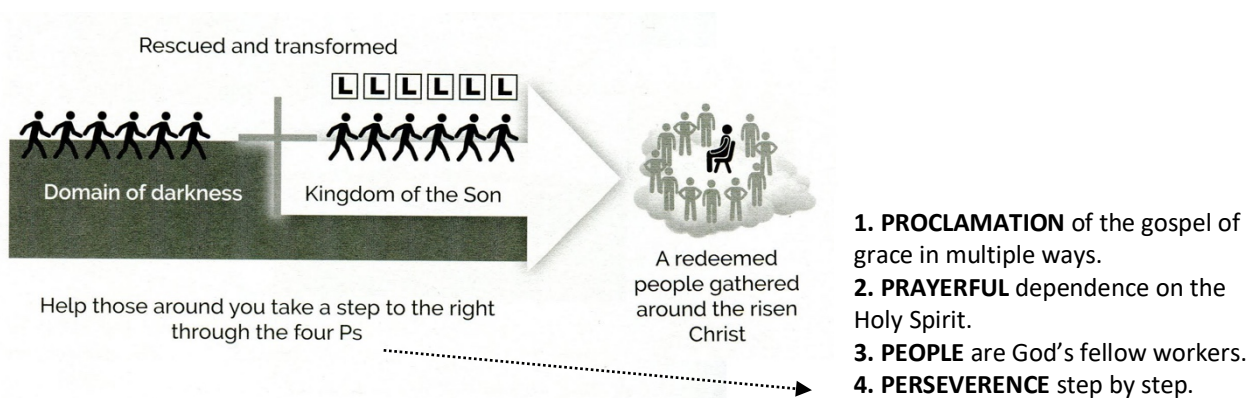 Rescued and transformed
L L L L L L
Domain of darkness
Kingdom of the Son
A redeemed
people gathered
around the risen
Christ
Help those around you take a step to the right
through the four Ps
1. PROCLAMATION of the gospel of
grace in multiple ways.
2. PRAYERFUL dependence on the
Holy Spirit.
3. PEOPLE are God’s fellow workers.
4. PERSEVERENCE step by step.